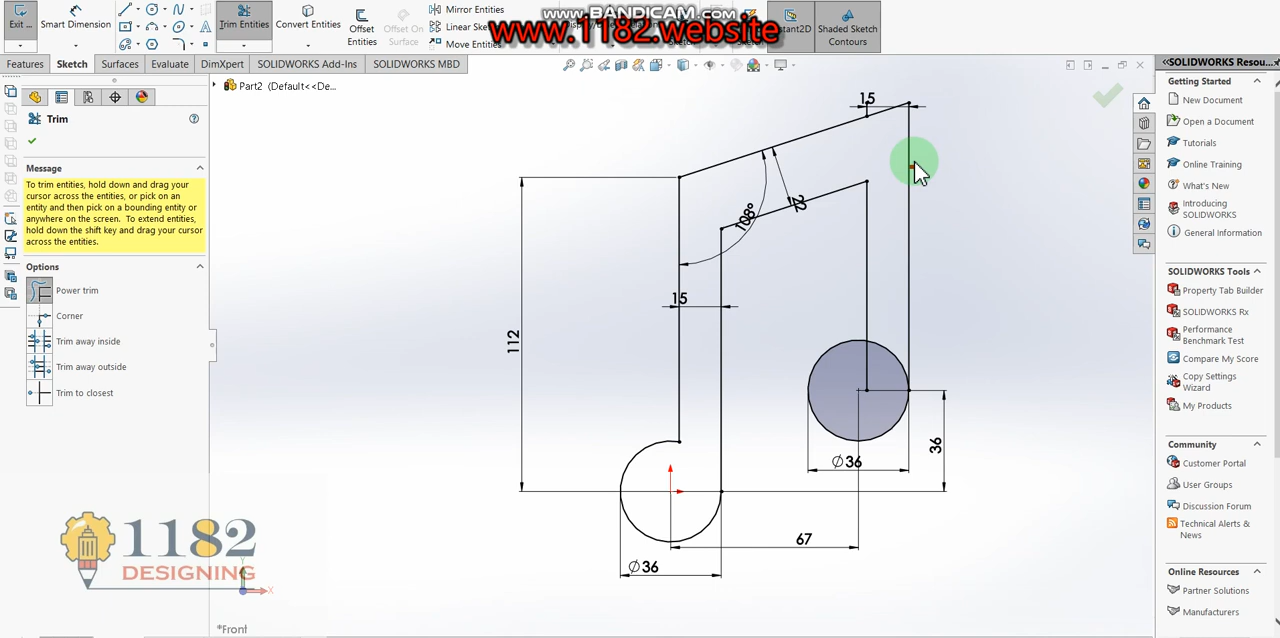 WWW.BANDICAM.COM
www.1182.website
Exit ...
Smart Dimension
Trim Entities
Convert Entities
Offset
Entities
Offset On
Surface
Mirror Entities
Linear Sk
Move Entities
Instant2D
Shaded Sketch
Contours
Features
Sketch
Surfaces
Evaluate
DimXpert
SOLIDWORKS Add-Ins
SOLIDWORKS MBD
Part2 (Default<<De...
Trim
Message
To trim entities, hold down and drag your
cursor across the entities, or pick on an
entity and then pick on a bounding entity or
anywhere on the screen. To extend entities,
hold down the shift key and drag your cursor
across the entities.
Options
Power trim
Corner
Trim away inside
Trim away outside
Trim to closest
15
22
108°
15
112
36
Ø36
67
Ø36
1182
DESIGNING
X
*Front
SOLIDWORKS Resou...
Getting Started
New Document
Open a Document
Tutorials
Online Training
What's New
Introducing
SOLIDWORKS
General Information
SOLIDWORKS Tools
Property Tab Builder
SOLIDWORKS Rx
Performance
Benchmark Test
Compare My Score
Copy Settings
Wizard
My Products
Community
Customer Portal
User Groups
Discussion Forum
Technical Alerts &
News
Online Resources
Partner Solutions
Manufacturers